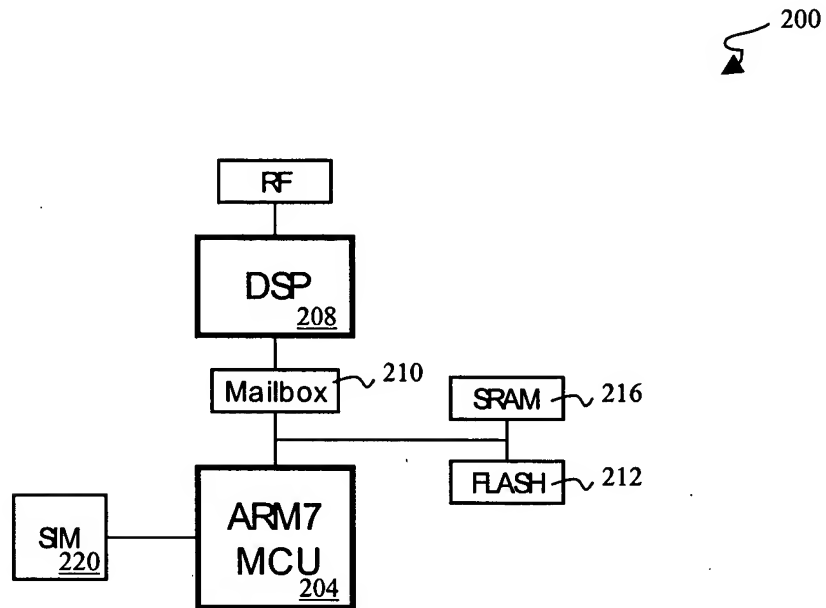 200
RF
DSP
208
Mailbox
210
SRAM
216
FLASH
212
ARM7
MCU
204
SIM
220